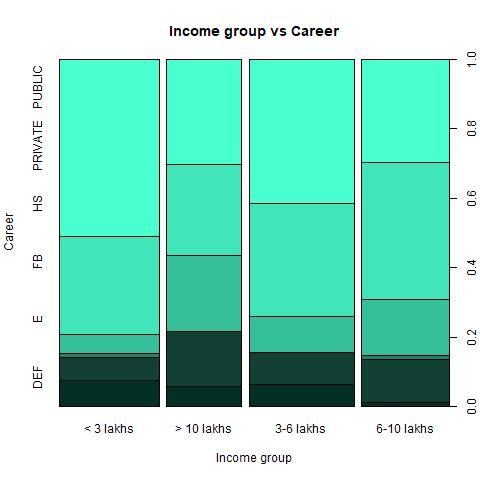 Income group vs Career
Career
PUBLIC
PRIVATE
HS
FB
E
DEF
1.0
0.8
0.6
0.4
0.2
0.0
< 3 lakhs
> 10 lakhs
3-6 lakhs
6-10 lakhs
Income group